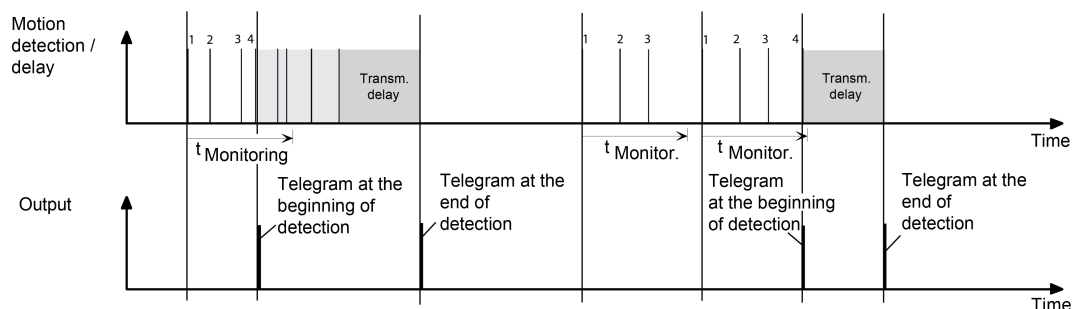 Motion
detection /
delay
1 2 3 4
Transm.
delay
1 2 3
1 2 3 4
Transm.
delay
Time
t Monitoring
t Monitor.
t Monitor.
Output
Telegram at the
beginning of
detection
Telegram at the
end of
detection
Telegram
at the beginning
of detection
Telegram at the
end of
detection
Time